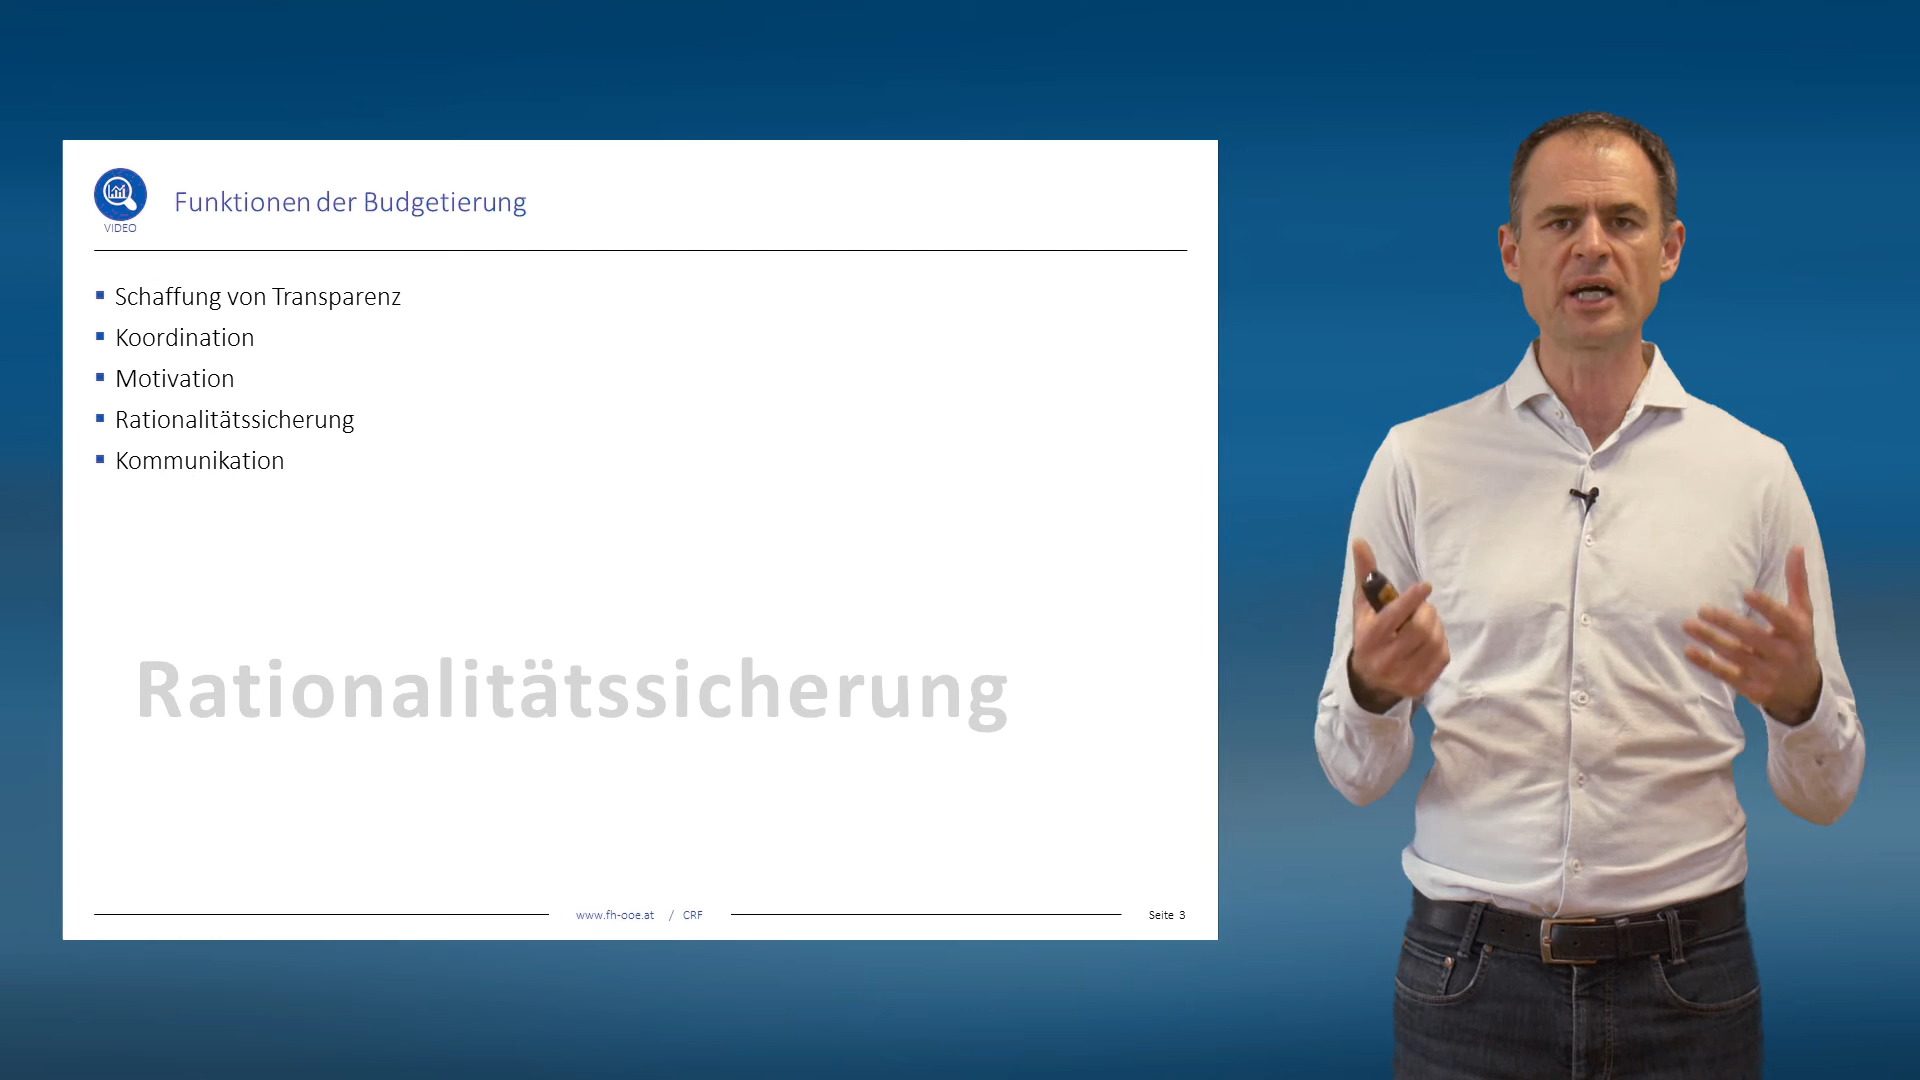 VIDEO
Funktionen der Budgetierung
Schaffung von Transparenz
Koordination
Motivation
Rationalitätssicherung
Kommunikation
Rationalitätssicherung
www.fh-ooe.at / CRF
Seite 3